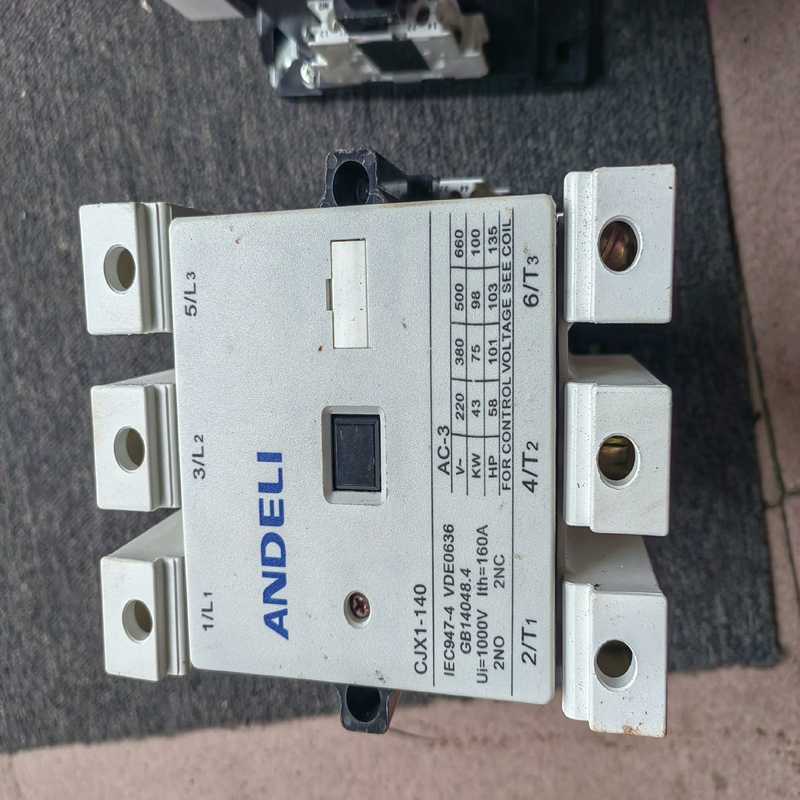 1/L1 3/L2 5/L3
ANDELI
CJX1-140
IEC947-4 VDE0636
GB14048.4
Ui=1000V Ith=160A
2NO 2NC
AC-3
V~ 220 380 500 660
KW 43 75 98 100
HP 58 101 103 135
FOR CONTROL VOLTAGE SEE COIL
2/T1 4/T2 6/T3